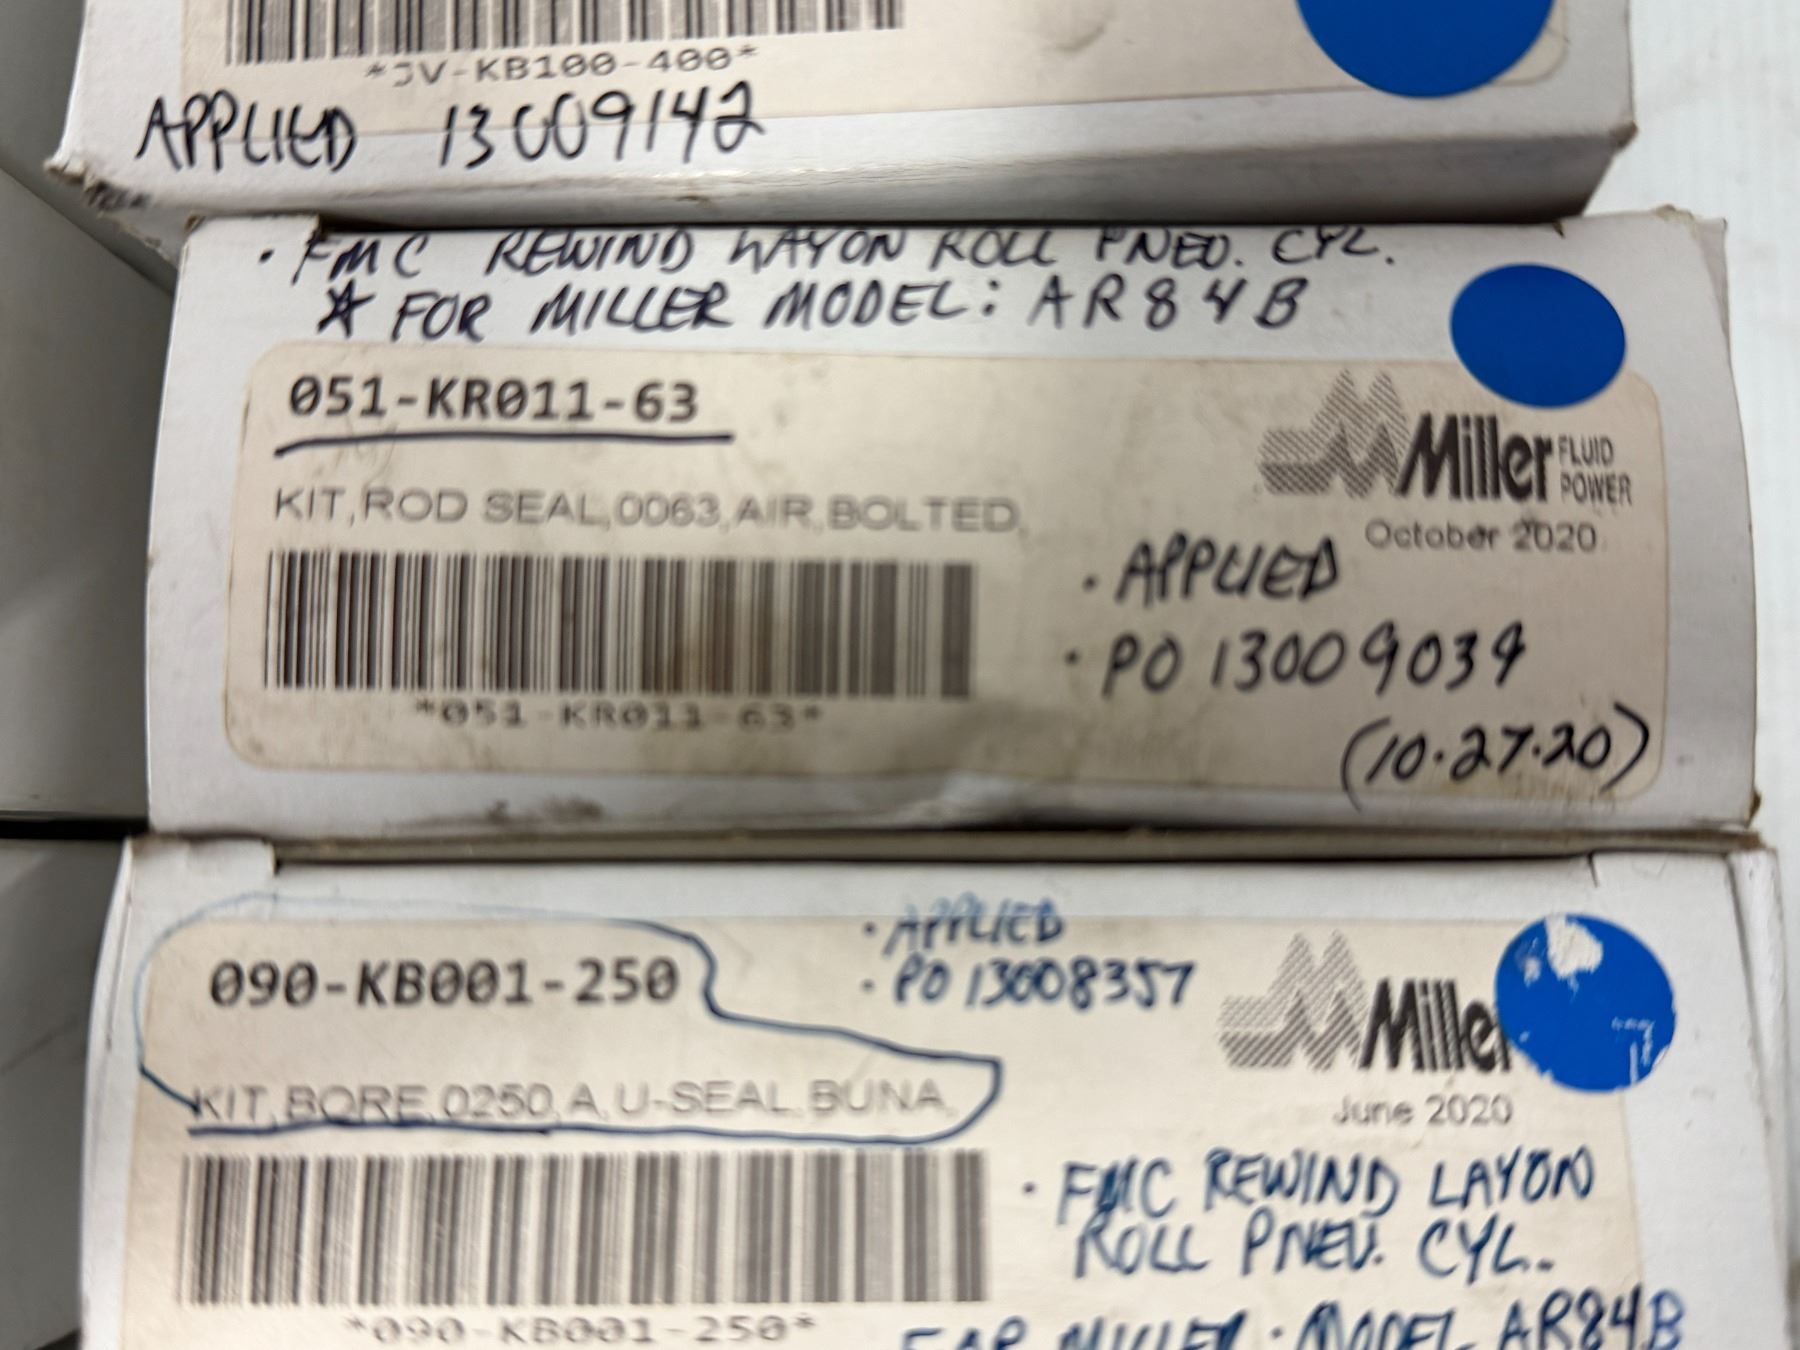 *JV-KB100-400*
APPLIED 13009142
• FMC REWIND LAYON ROLL PNEU. CYL.
☆ FOR MILLER MODEL: AR84B
051-KR011-63
Miller FLUID POWER
KIT,ROD SEAL,0063,AIR,BOLTED,
October 2020
• APPLIED
• PO 13009039
*051-KR011-63*
(10.27.20)
• APPLIED
090-KB001-250
• PO 13008357
Miller
KIT,BORE,0250,A,U-SEAL,BUNA,
June 2020
• FMC REWIND LAYON
ROLL PNEU. CYL.
*090-KB001-250*
FOR MILLER • MODEL AR84B